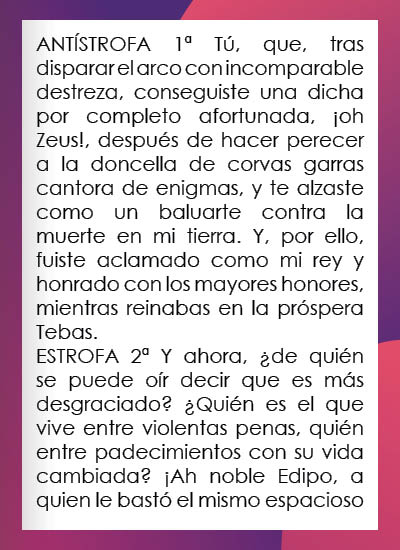 ANTÍSTROFA 1ª Tú, que, tras
disparar el arco con incomparable
destreza, conseguiste una dicha
por completo afortunada, ¡oh
Zeus!, después de hacer perecer
a la doncella de corvas garras
cantora de enigmas, y te alzaste
como un baluarte contra la
muerte en mi tierra. Y, por ello,
fuiste aclamado como mi rey y
honrado con los mayores honores,
mientras reinabas en la próspera
Tebas.
ESTROFA 2ª Y ahora, ¿de quién
se puede oír decir que es más
desgraciado? ¿Quién es el que
vive entre violentas penas, quién
entre padecimientos con su vida
cambiada? ¡Ah noble Edipo, a
quien le bastó el mismo espacioso